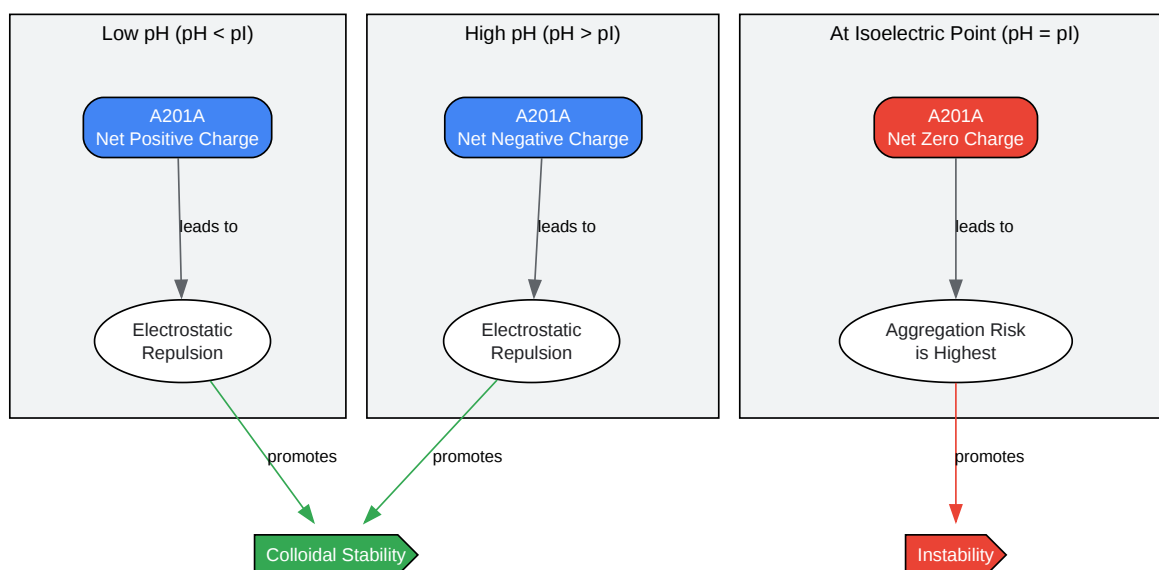 Low pH (pH < pI)
A201A
Net Positive Charge
leads to
Electrostatic
Repulsion
promotes
High pH (pH > pI)
A201A
Net Negative Charge
leads to
Electrostatic
Repulsion
promotes
Colloidal Stability
At Isoelectric Point (pH = pI)
A201A
Net Zero Charge
leads to
Aggregation Risk
is Highest
promotes
Instability